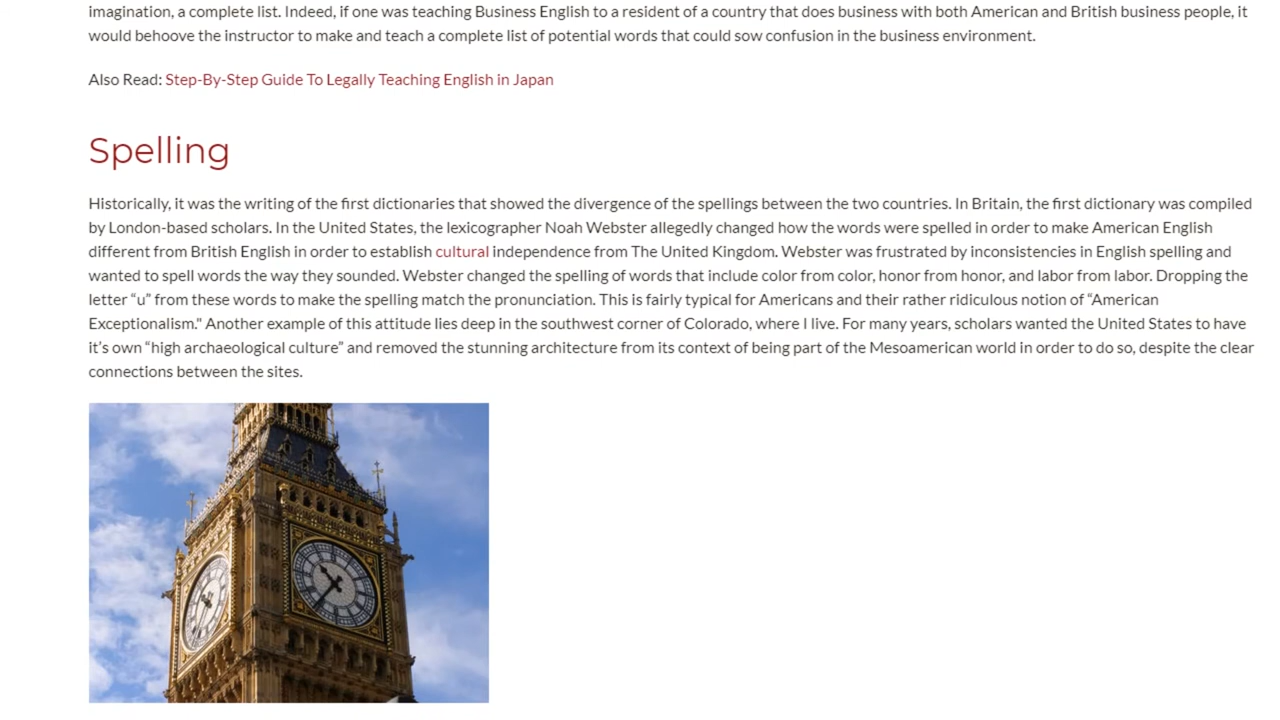 imagination, a complete list. Indeed, if one was teaching Business English to a resident of a country that does business with both American and British business people, it
would behoove the instructor to make and teach a complete list of potential words that could sow confusion in the business environment.
Also Read: Step-By-Step Guide To Legally Teaching English in Japan
Spelling
Historically, it was the writing of the first dictionaries that showed the divergence of the spellings between the two countries. In Britain, the first dictionary was compiled
by London-based scholars. In the United States, the lexicographer Noah Webster allegedly changed how the words were spelled in order to make American English
different from British English in order to establish cultural independence from The United Kingdom. Webster was frustrated by inconsistencies in English spelling and
wanted to spell words the way they sounded. Webster changed the spelling of words that include color from color, honor from honor, and labor from labor. Dropping the
letter “u” from these words to make the spelling match the pronunciation. This is fairly typical for Americans and their rather ridiculous notion of “American
Exceptionalism." Another example of this attitude lies deep in the southwest corner of Colorado, where I live. For many years, scholars wanted the United States to have
it’s own “high archaeological culture” and removed the stunning architecture from its context of being part of the Mesoamerican world in order to do so, despite the clear
connections between the sites.